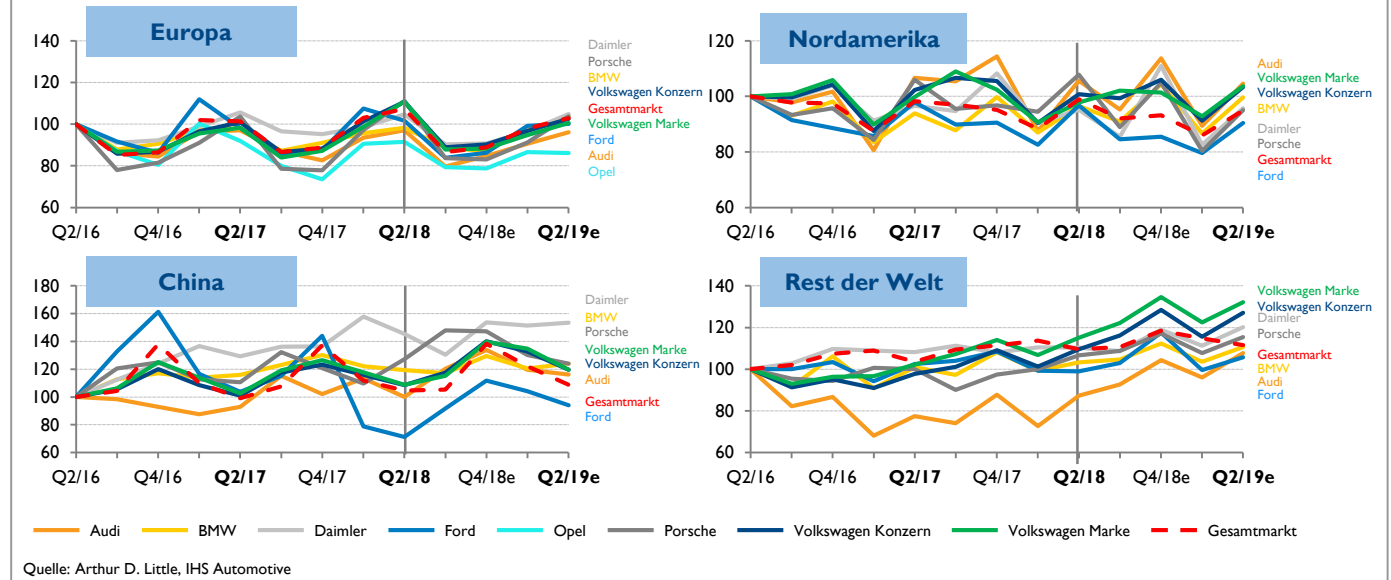 Europa
140
120
100
80
60
Q2/16
Q4/16
Q2/17
Q4/17
Q2/18
Q4/18e
Q2/19e
Daimler
Porsche
BMW
Volkswagen Konzern
Gesamtmarkt
Volkswagen Marke
Ford
Audi
Opel
Nordamerika
120
100
80
60
Q2/16
Q4/16
Q2/17
Q4/17
Q2/18
Q4/18e
Q2/19e
Audi
Volkswagen Marke
Volkswagen Konzern
BMW
Daimler
Porsche
Gesamtmarkt
Ford
China
180
160
140
120
100
80
60
Q2/16
Q4/16
Q2/17
Q4/17
Q2/18
Q4/18e
Q2/19e
Daimler
BMW
Porsche
Volkswagen Marke
Volkswagen Konzern
Audi
Gesamtmarkt
Ford
Rest der Welt
140
120
100
80
60
Q2/16
Q4/16
Q2/17
Q4/17
Q2/18
Q4/18e
Q2/19e
Volkswagen Marke
Volkswagen Konzern
Daimler
Porsche
Gesamtmarkt
BMW
Audi
Ford
Audi
BMW
Daimler
Ford
Opel
Porsche
Volkswagen Konzern
Volkswagen Marke
Gesamtmarkt
Quelle: Arthur D. Little, IHS Automotive